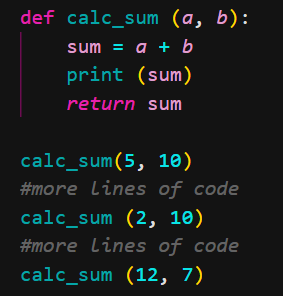 def calc_sum (a, b):
    sum = a + b
    print (sum)
    return sum

calc_sum(5, 10)
#more lines of code
calc_sum (2, 10)
#more lines of code
calc_sum (12, 7)